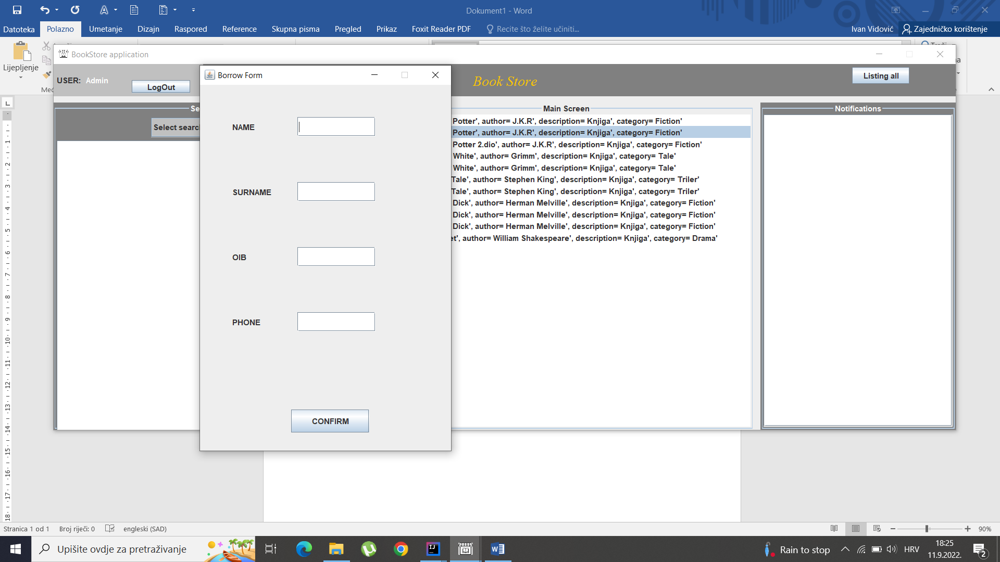 Dokument1 - Word
Datoteka Polazno Umetanje Dizajn Raspored Reference Skupna pisma Pregled Prikaz Foxit Reader PDF Recite što želite učiniti... Ivan Vidović Zajedničko korištenje
Lijepljenje
BookStore application
USER: Admin
LogOut
Book Store
Listing all
Borrow Form
NAME
SURNAME
OIB
PHONE
CONFIRM
Main Screen
Potter', author= J.K.R', description= Knjiga', category= Fiction'
Potter', author= J.K.R', description= Knjiga', category= Fiction'
Potter 2.dio', author= J.K.R', description= Knjiga', category= Fiction'
White', author= Grimm', description= Knjiga', category= Tale'
White', author= Grimm', description= Knjiga', category= Tale'
Tale', author= Stephen King', description= Knjiga', category= Triler'
Tale', author= Stephen King', description= Knjiga', category= Triler'
Dick', author= Herman Melville', description= Knjiga', category= Fiction'
Dick', author= Herman Melville', description= Knjiga', category= Fiction'
Dick', author= Herman Melville', description= Knjiga', category= Fiction'
et', author= William Shakespeare', description= Knjiga', category= Drama'
Notifications
Select searc
Stranica 1 od 1 Broj riječi: 0 engleski (SAD) 90%
Upišite ovdje za pretraživanje
Rain to stop HRV 18:25
11.9.2022. 2